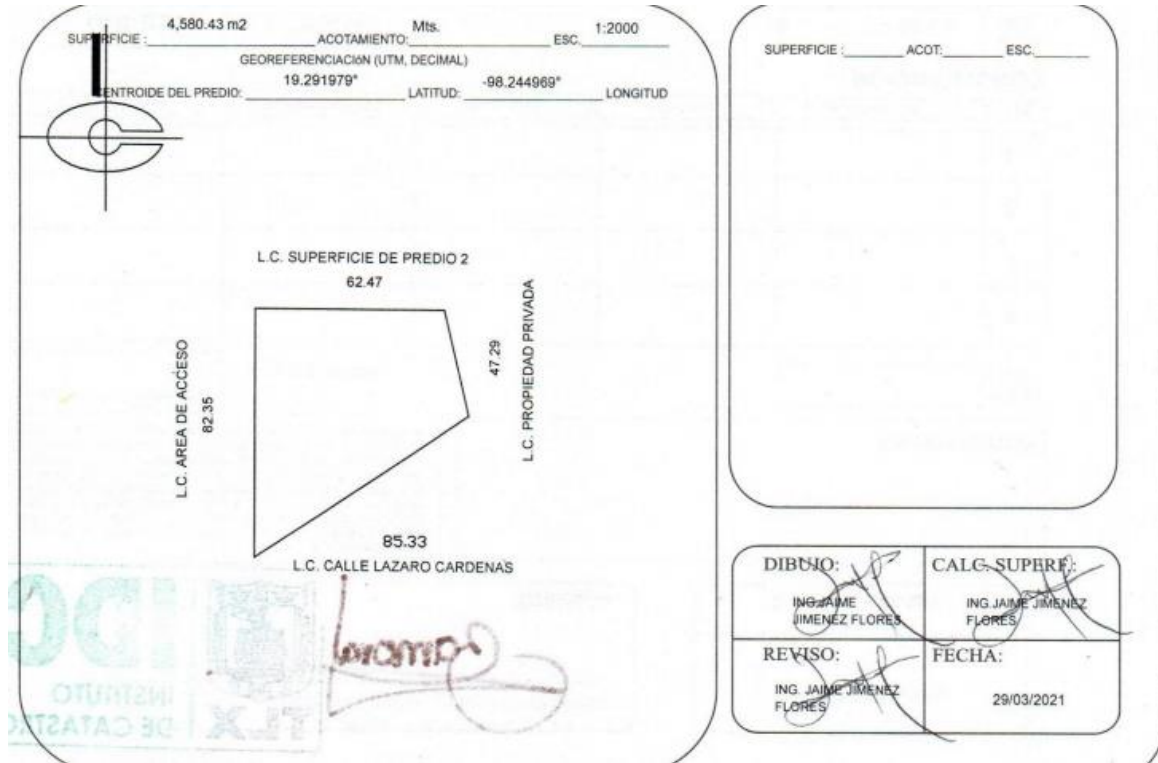 4,580.43 m2 Mts. 1:2000
SUPERFICIE : ACOTAMIENTO: ESC.
GEOREFERENCIACIóN (UTM, DECIMAL)
19.291979° -98.244969°
CENTROIDE DEL PREDIO: LATITUD: LONGITUD
L.C. SUPERFICIE DE PREDIO 2
62.47
L.C. AREA DE ACCESO
82.35
47.29
L.C. PROPIEDAD PRIVADA
85.33
L.C. CALLE LAZARO CARDENAS
IDC
INSTITUTO
DE CATASTRO
TLX
SUPERFICIE : ACOT: ESC.
DIBUJO:
ING.JAIME
JIMENEZ FLORES
CALC. SUPERF.:
ING.JAIME JIMENEZ
FLORES
REVISO:
ING. JAIME JIMENEZ
FLORES
FECHA:
29/03/2021